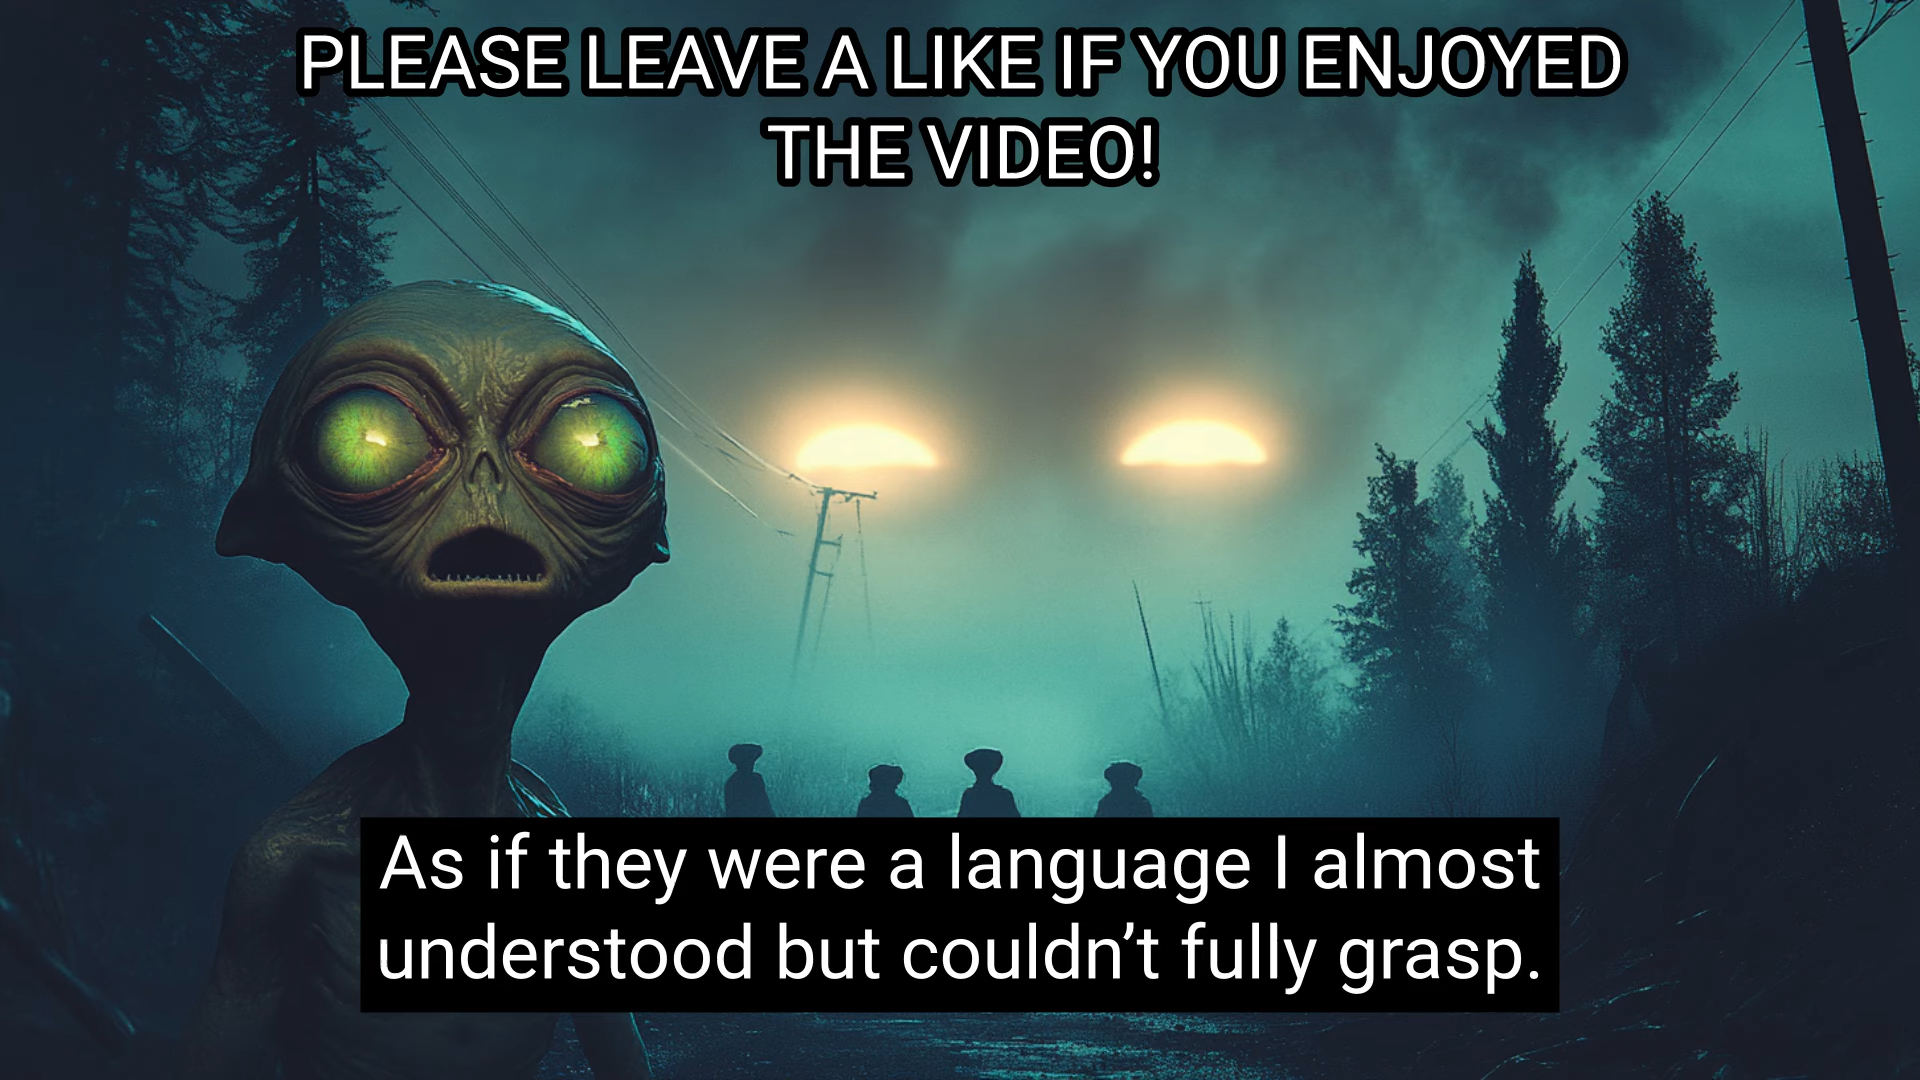 PLEASE LEAVE A LIKE IF YOU ENJOYED
THE VIDEO!
As if they were a language I almost
understood but couldn’t fully grasp.